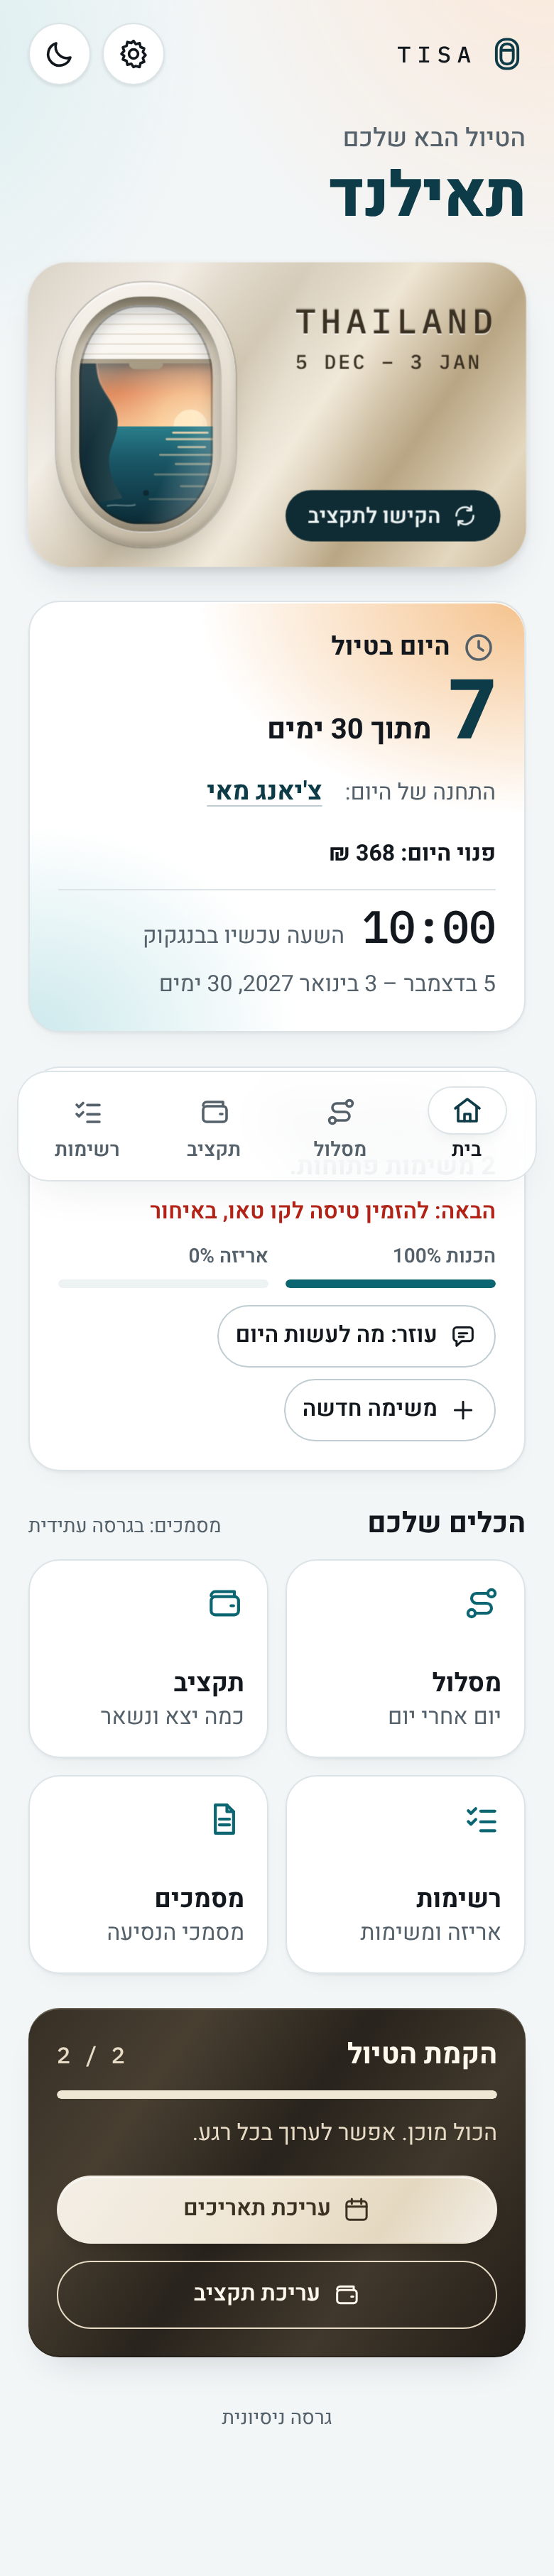 TISA
הטיול הבא שלכם
תאילנד
THAILAND
5 DEC – 3 JAN
הקישו לתקציב
היום בטיול
7 מתוך 30 ימים
התחנה של היום: צ'יאנג מאי
פנוי היום: 368 ₪
10:00 השעה עכשיו בבנגקוק
5 בדצמבר – 3 בינואר 2027, 30 ימים
2 משימות פתוחות.
בית
מסלול
תקציב
רשימות
הבאה: להזמין טיסה לקו טאו, באיחור
הכנות 100%
אריזה 0%
עוזר: מה לעשות היום
משימה חדשה
הכלים שלכם
מסמכים: בגרסה עתידית
מסלול
יום אחרי יום
תקציב
כמה יצא ונשאר
רשימות
אריזה ומשימות
מסמכים
מסמכי הנסיעה
הקמת הטיול
2 / 2
הכול מוכן. אפשר לערוך בכל רגע.
עריכת תאריכים
עריכת תקציב
גרסה ניסיונית